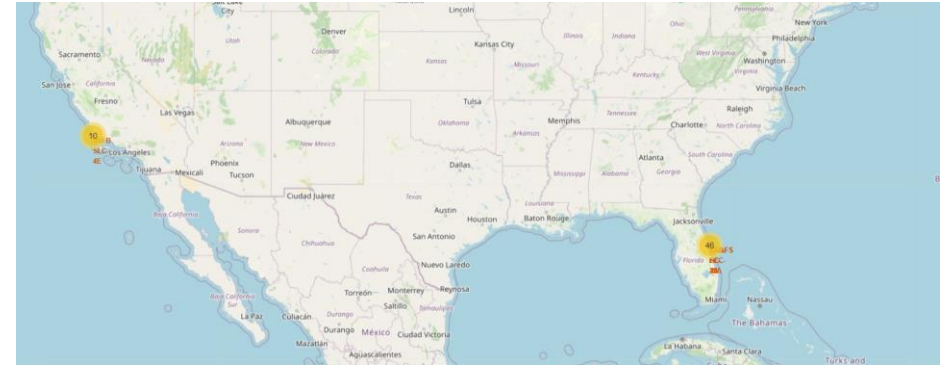 City
Lincoln
Pennsylvania
New York
Denver
Utah
Colorado
Kansas City
Illinois
Indiana
Ohio
Philadelphia
Sacramento
Nevada
Kansas
Missouri
West Virginia
Washington
Kentucky
Virginia
San Jose
California
Fresno
Virginia Beach
Las Vegas
Tulsa
Raleigh
Albuquerque
Oklahoma
Memphis
Tennessee
Charlotte
North Carolina
10
Arizona
New Mexico
Arkansas
Los Angeles
4E
Phoenix
Dallas
Atlanta
South Carolina
Tijuana
Mexicali
Tucson
Mississippi
Alabama
Georgia
Ciudad Juárez
Texas
Louisiana
Baja California
Austin
Houston
Baton Rouge
Jacksonville
Sonora
San Antonio
46
Chihuahua
Florida
Coahuila
Nuevo Laredo
Baja California Sur
Torreón
Monterrey
Reynosa
Miami
Nassau
La Paz
Culiacán
Durango
Saltillo
Tamaulipas
The Bahamas
Durango
México
Ciudad Victoria
Mazatlán
La Habana
Santa Clara
Aguascalientes
Turks and